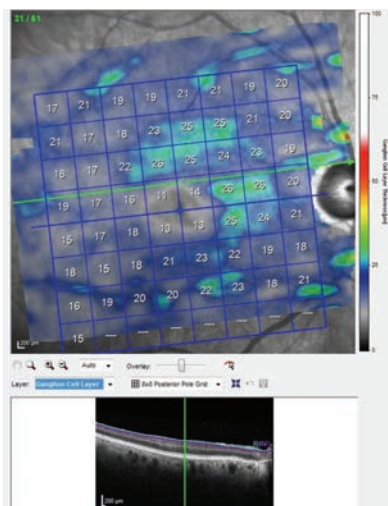 31 / 61
17 21 19 19 21 21 19 20
21 17 18 23 25 25 21 20
18 17 22 26 25 24 23 19
19 17 16 11 14 26 26 20
15 17 18 13 13 25 24 20
18 15 18 21 23 22 18 18
16 19 20 20 22 23 18 21
15 --- --- --- --- --- --- ---
200 µm
100
75
50
25
0
Ganglion Cell Layer Thickness [µm]
Auto Overlay:
Layer: Ganglion Cell Layer 8x8 Posterior Pole Grid
200 µm